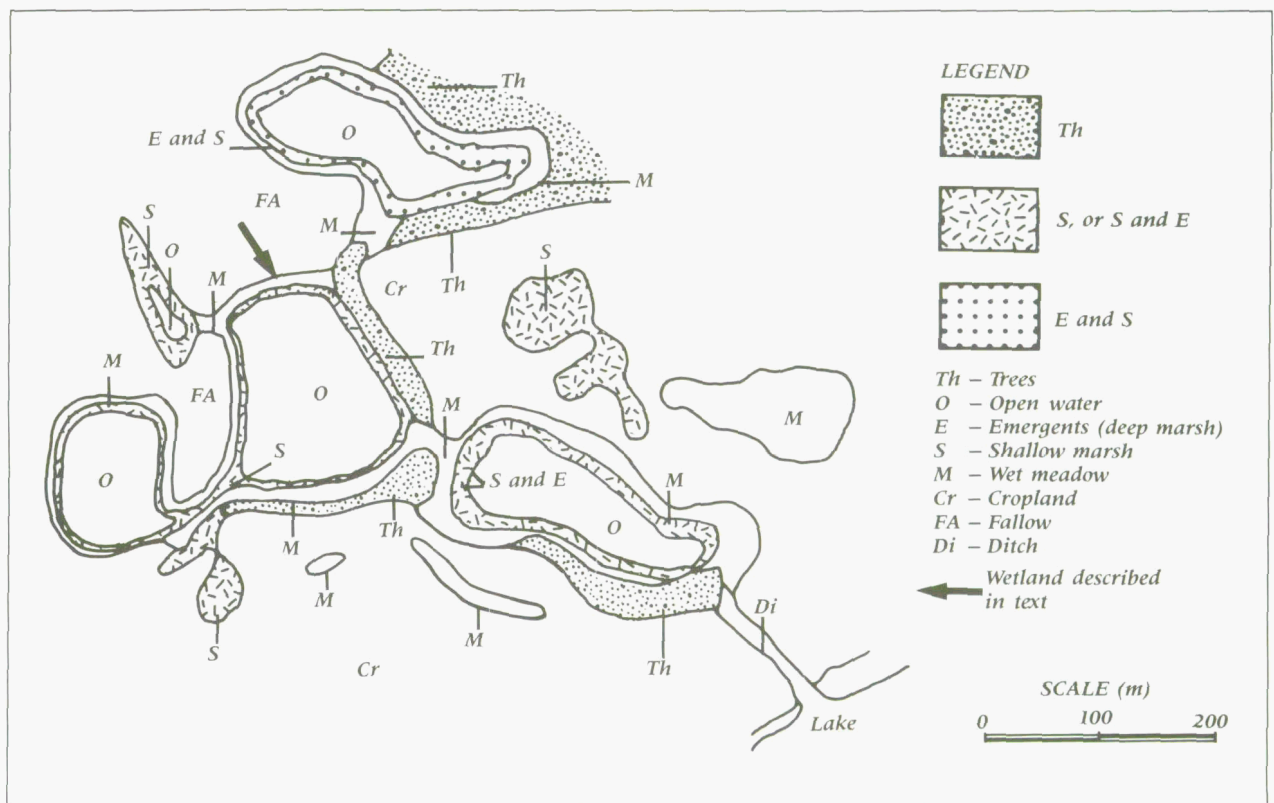 Th
O
E and S
M
FA
S
O
M
M
Cr
Th
S
Th
M
FA
O
M
M
O
S
S and E
M
O
Th
M
M
M
Di
S
Th
Cr
Lake
LEGEND
Th
S, or S and E
E and S
Th – Trees
O – Open water
E – Emergents (deep marsh)
S – Shallow marsh
M – Wet meadow
Cr – Cropland
FA – Fallow
Di – Ditch
Wetland described
in text
SCALE (m)
0 100 200